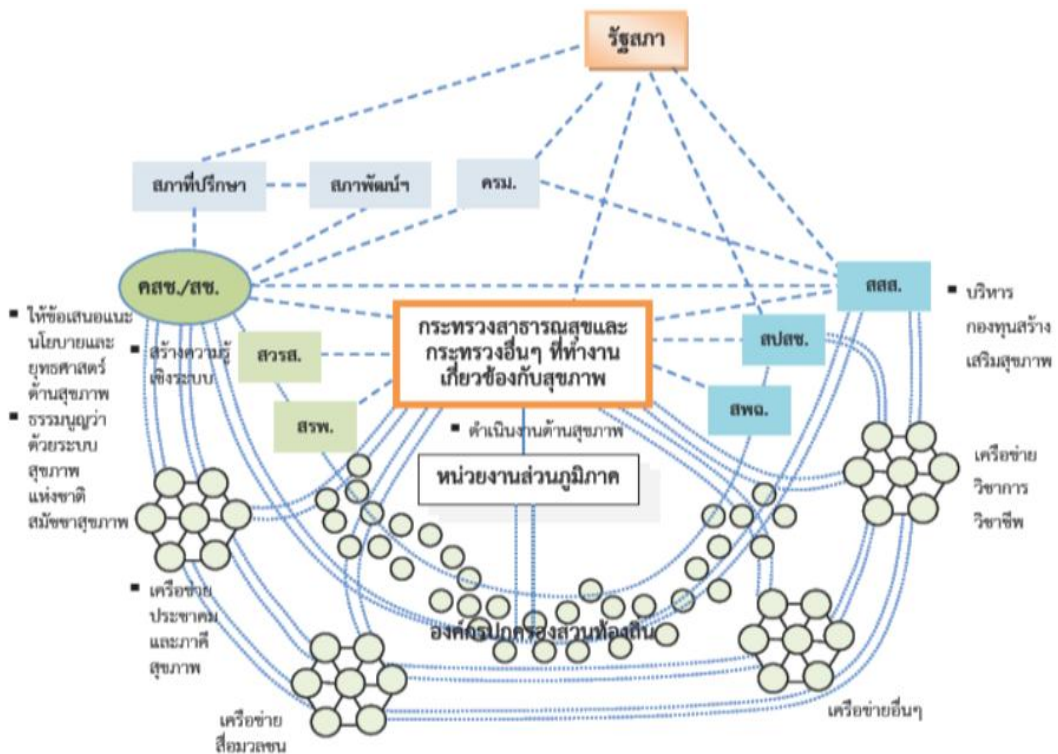 รัฐสภา
สภาที่ปรึกษา
สภาพัฒน์ฯ
ครม.
คสช./สช.
สสส.
▪ บริหาร
กองทุนสร้าง
เสริมสุขภาพ
▪ ให้ข้อเสนอแนะ
นโยบายและ
ยุทธศาสตร์
ด้านสุขภาพ
▪ ธรรมนูญว่า
ด้วยระบบ
สุขภาพ
แห่งชาติ
สมัชชาสุขภาพ
▪ สร้างความรู้
เชิงระบบ
สวรส.
สรพ.
กระทรวงสาธารณสุขและ
กระทรวงอื่นๆ ที่ทำงาน
เกี่ยวข้องกับสุขภาพ
▪ ดำเนินงานด้านสุขภาพ
สปสช.
สพฉ.
หน่วยงานส่วนภูมิภาค
เครือข่าย
วิชาการ
วิชาชีพ
▪ เครือข่าย
ประชาคม
และภาคี
สุขภาพ
องค์กรปกครองส่วนท้องถิ่น
เครือข่าย
สื่อมวลชน
เครือข่ายอื่นๆ